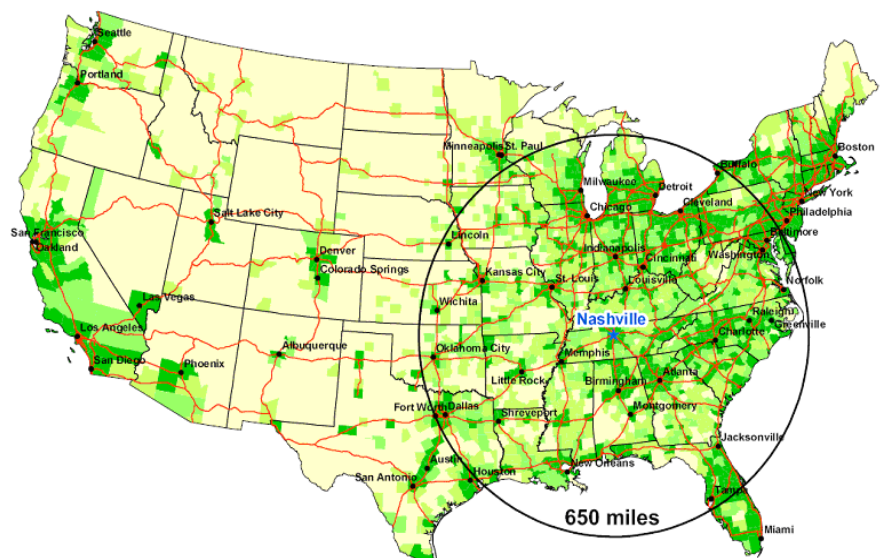 Seattle
Portland
Minneapolis St. Paul
Buffalo
Boston
Milwaukee
Detroit
New York
Chicago
Cleveland
Philadelphia
Salt Lake City
San Francisco
Oakland
Lincoln
Baltimore
Denver
Indianapolis
Washington
Colorado Springs
Kansas City
Cincinnati
St. Louis
Louisville
Norfolk
Las Vegas
Wichita
Nashville
Raleigh
Greenville
Los Angeles
Charlotte
Albuquerque
Oklahoma City
Memphis
San Diego
Phoenix
Little Rock
Atlanta
Birmingham
Fort Worth
Dallas
Shreveport
Montgomery
Jacksonville
Austin
New Orleans
San Antonio
Houston
Tampa
650 miles
Miami